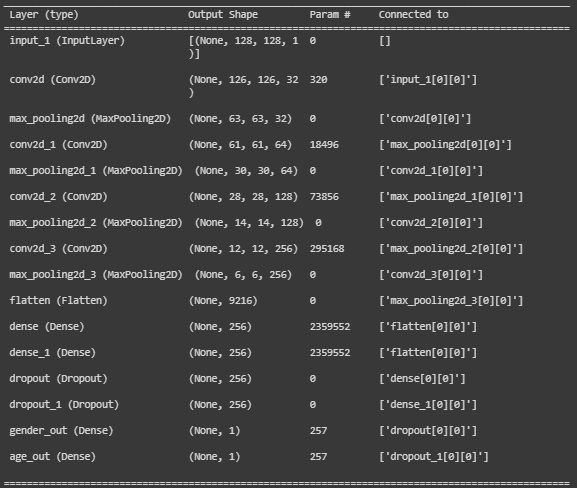 Layer (type) Output Shape Param # Connected to
==================================================================================================
input_1 (InputLayer) [(None, 128, 128, 1 0 []
)]
conv2d (Conv2D) (None, 126, 126, 32 320 ['input_1[0][0]']
)
max_pooling2d (MaxPooling2D) (None, 63, 63, 32) 0 ['conv2d[0][0]']
conv2d_1 (Conv2D) (None, 61, 61, 64) 18496 ['max_pooling2d[0][0]']
max_pooling2d_1 (MaxPooling2D) (None, 30, 30, 64) 0 ['conv2d_1[0][0]']
conv2d_2 (Conv2D) (None, 28, 28, 128) 73856 ['max_pooling2d_1[0][0]']
max_pooling2d_2 (MaxPooling2D) (None, 14, 14, 128) 0 ['conv2d_2[0][0]']
conv2d_3 (Conv2D) (None, 12, 12, 256) 295168 ['max_pooling2d_2[0][0]']
max_pooling2d_3 (MaxPooling2D) (None, 6, 6, 256) 0 ['conv2d_3[0][0]']
flatten (Flatten) (None, 9216) 0 ['max_pooling2d_3[0][0]']
dense (Dense) (None, 256) 2359552 ['flatten[0][0]']
dense_1 (Dense) (None, 256) 2359552 ['flatten[0][0]']
dropout (Dropout) (None, 256) 0 ['dense[0][0]']
dropout_1 (Dropout) (None, 256) 0 ['dense_1[0][0]']
gender_out (Dense) (None, 1) 257 ['dropout[0][0]']
age_out (Dense) (None, 1) 257 ['dropout_1[0][0]']
==================================================================================================